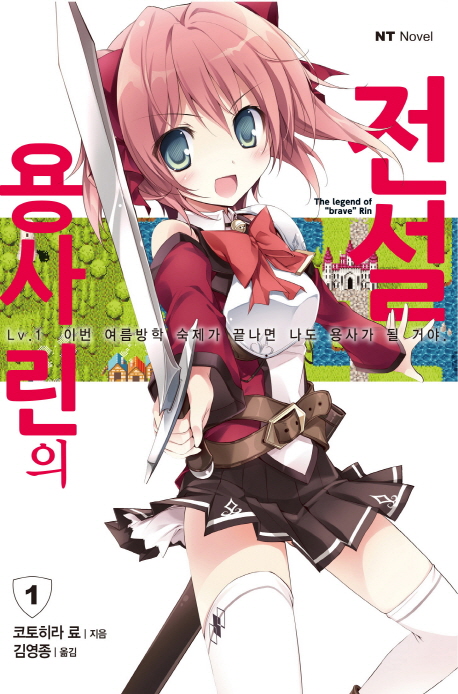 NT Novel
용사 린의
전설
The legend of
"brave" Rin
Lv.1 이번 여름방학 숙제가 끝나면 나도 용사가 될 거야.
1
코토히라 료 | 지음
김영종 | 옮김